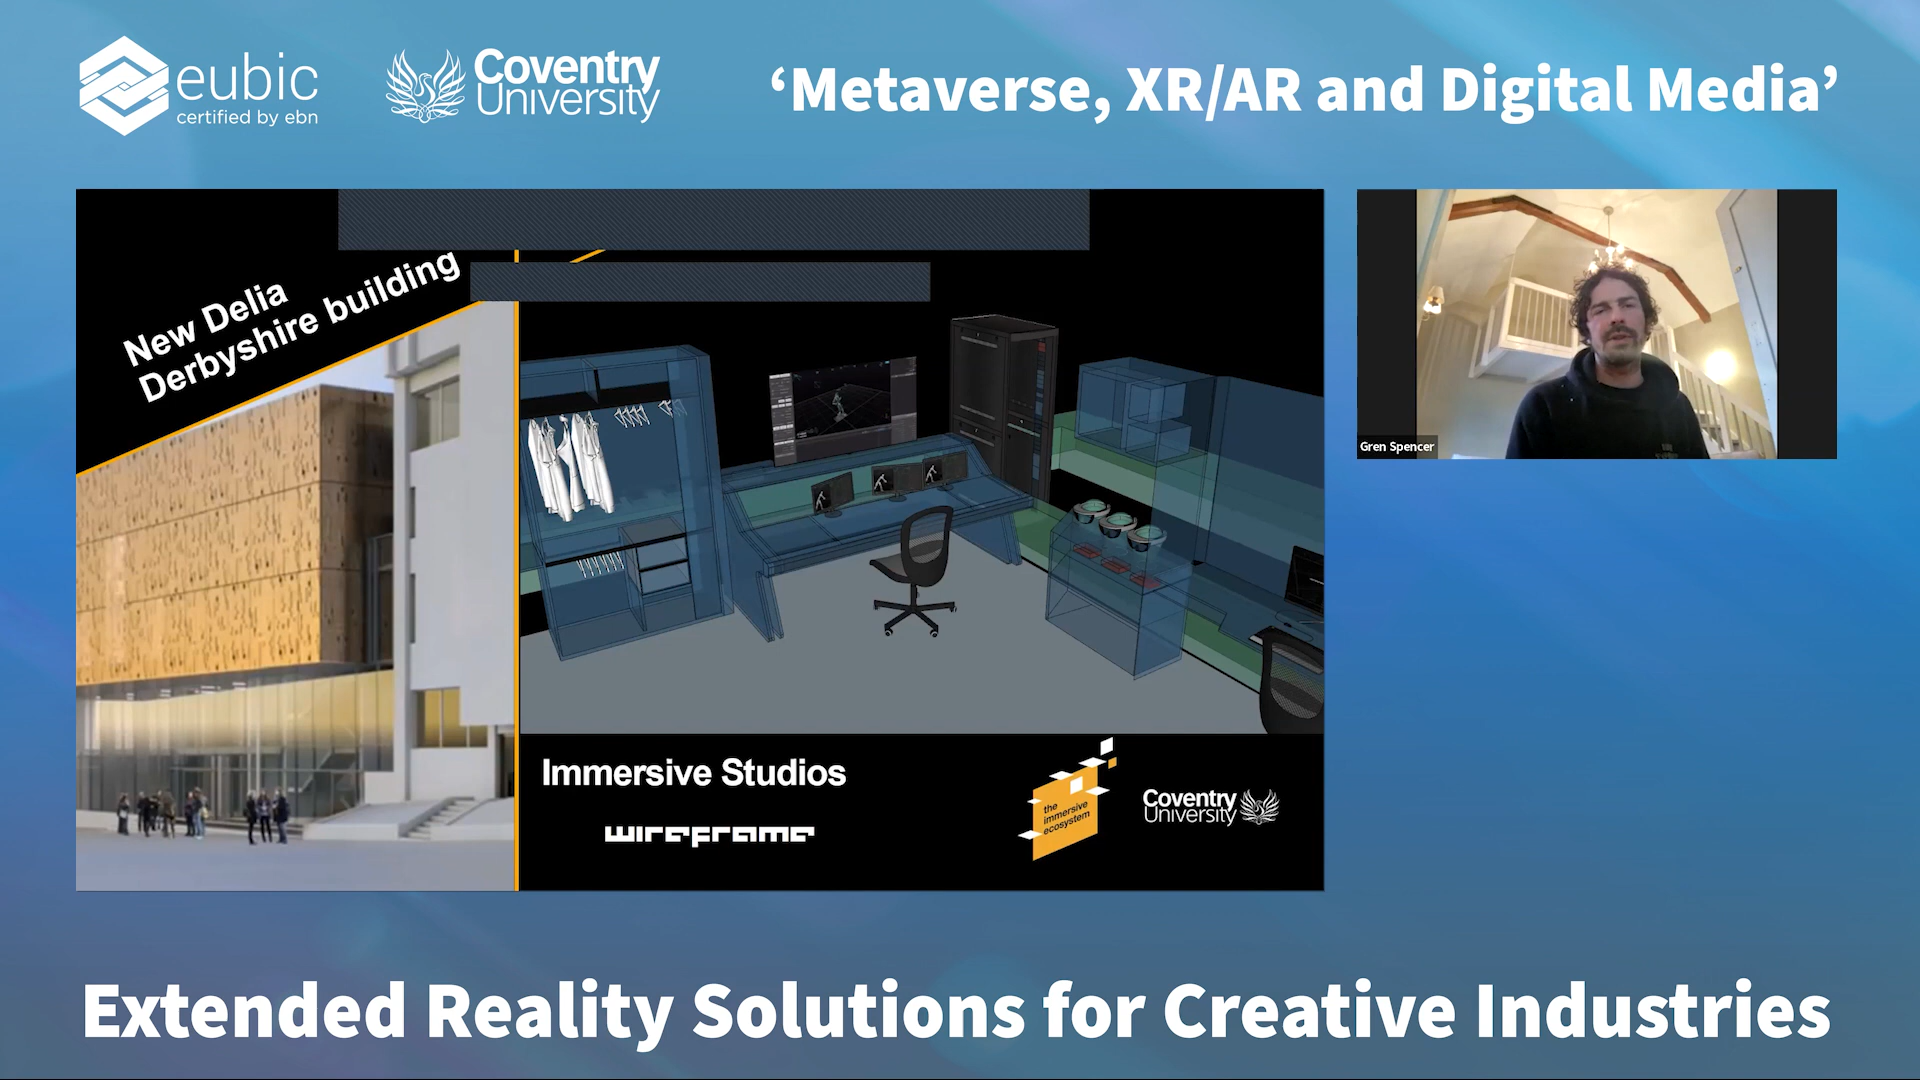 eubic
certified by ebn
Coventry
University
‘Metaverse, XR/AR and Digital Media’
New Delia
Derbyshire building
Gren Spencer
Immersive Studios
wireframe
the
immersive
ecosystem
Coventry
University
Extended Reality Solutions for Creative Industries